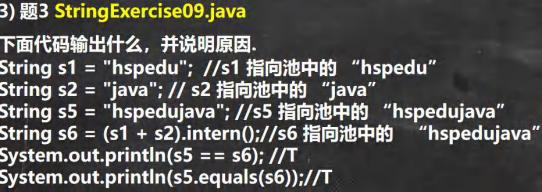 3) 题3 StringExercise09.java
下面代码输出什么，并说明原因.
String s1 = "hspedu"; //s1 指向池中的 “hspedu”
String s2 = "java"; // s2 指向池中的 “java”
String s5 = "hspedujava"; //s5 指向池中的 “hspedujava”
String s6 = (s1 + s2).intern();//s6 指向池中的 “hspedujava”
System.out.println(s5 == s6); //T
System.out.println(s5.equals(s6));//T